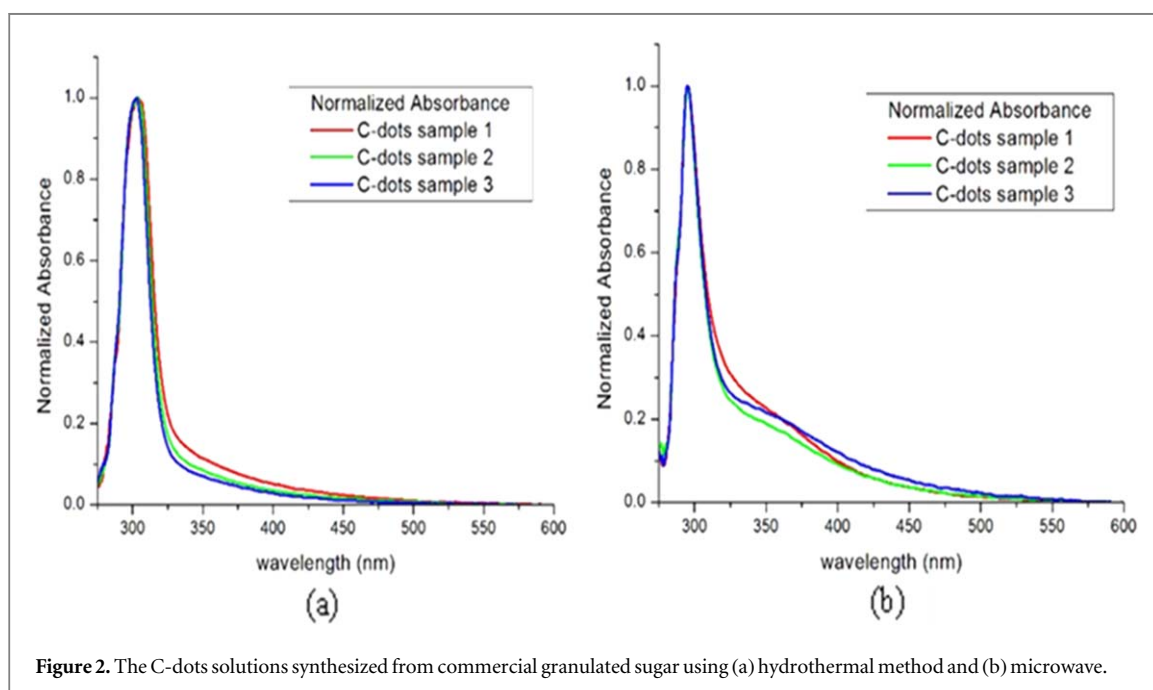 Normalized Absorbance
1.0
0.8
0.6
0.4
0.2
0.0
Normalized Absorbance
C-dots sample 1
C-dots sample 2
C-dots sample 3
300 350 400 450 500 550 600
wavelength (nm)
(a)
Normalized Absorbance
1.0
0.8
0.6
0.4
0.2
0.0
Normalized Absorbance
C-dots sample 1
C-dots sample 2
C-dots sample 3
300 350 400 450 500 550 600
wavelength (nm)
(b)
Figure 2. The C-dots solutions synthesized from commercial granulated sugar using (a) hydrothermal method and (b) microwave.